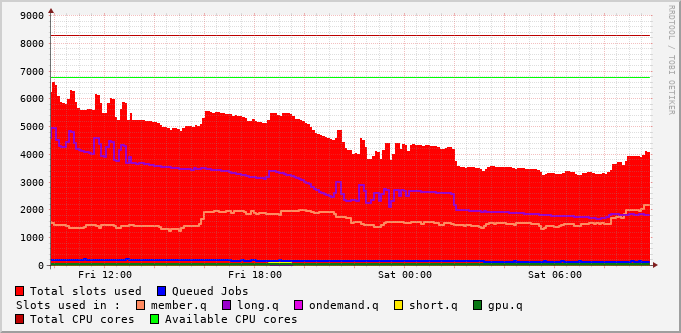 9000
8000
7000
6000
5000
4000
3000
2000
1000
0
Fri 12:00 Fri 18:00 Sat 00:00 Sat 06:00
RRDTOOL / TOBI OETIKER
Total slots used Queued Jobs
Slots used in : member.q long.q ondemand.q short.q gpu.q
Total CPU cores Available CPU cores